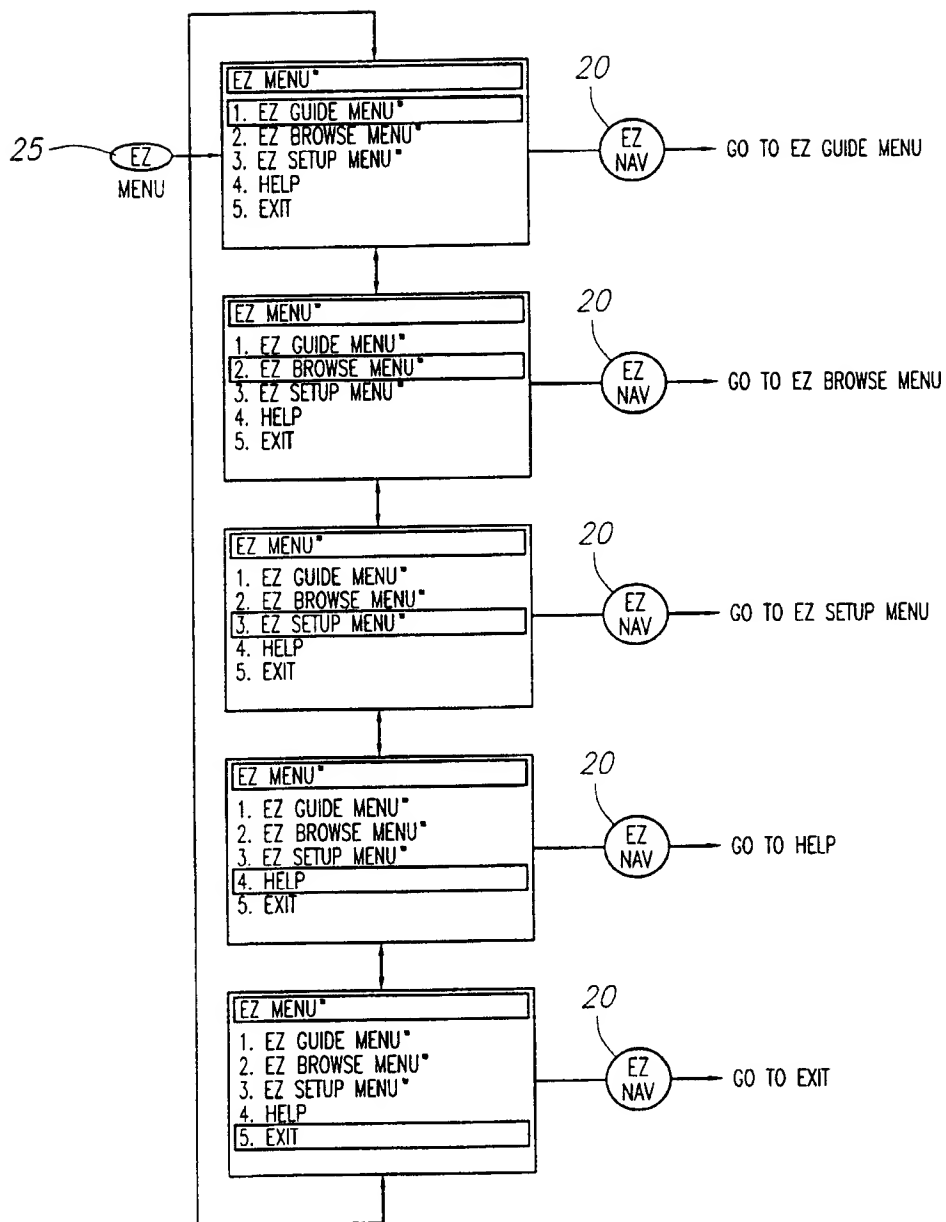 EZ MENU"
1. EZ GUIDE MENU"
2. EZ BROWSE MENU"
3. EZ SETUP MENU"
4. HELP
5. EXIT
25
EZ
MENU
20
EZ
NAV
GO TO EZ GUIDE MENU
EZ MENU"
1. EZ GUIDE MENU"
2. EZ BROWSE MENU"
3. EZ SETUP MENU"
4. HELP
5. EXIT
20
EZ
NAV
GO TO EZ BROWSE MENU
EZ MENU"
1. EZ GUIDE MENU"
2. EZ BROWSE MENU"
3. EZ SETUP MENU"
4. HELP
5. EXIT
20
EZ
NAV
GO TO EZ SETUP MENU
EZ MENU"
1. EZ GUIDE MENU"
2. EZ BROWSE MENU"
3. EZ SETUP MENU"
4. HELP
5. EXIT
20
EZ
NAV
GO TO HELP
EZ MENU"
1. EZ GUIDE MENU"
2. EZ BROWSE MENU"
3. EZ SETUP MENU"
4. HELP
5. EXIT
20
EZ
NAV
GO TO EXIT